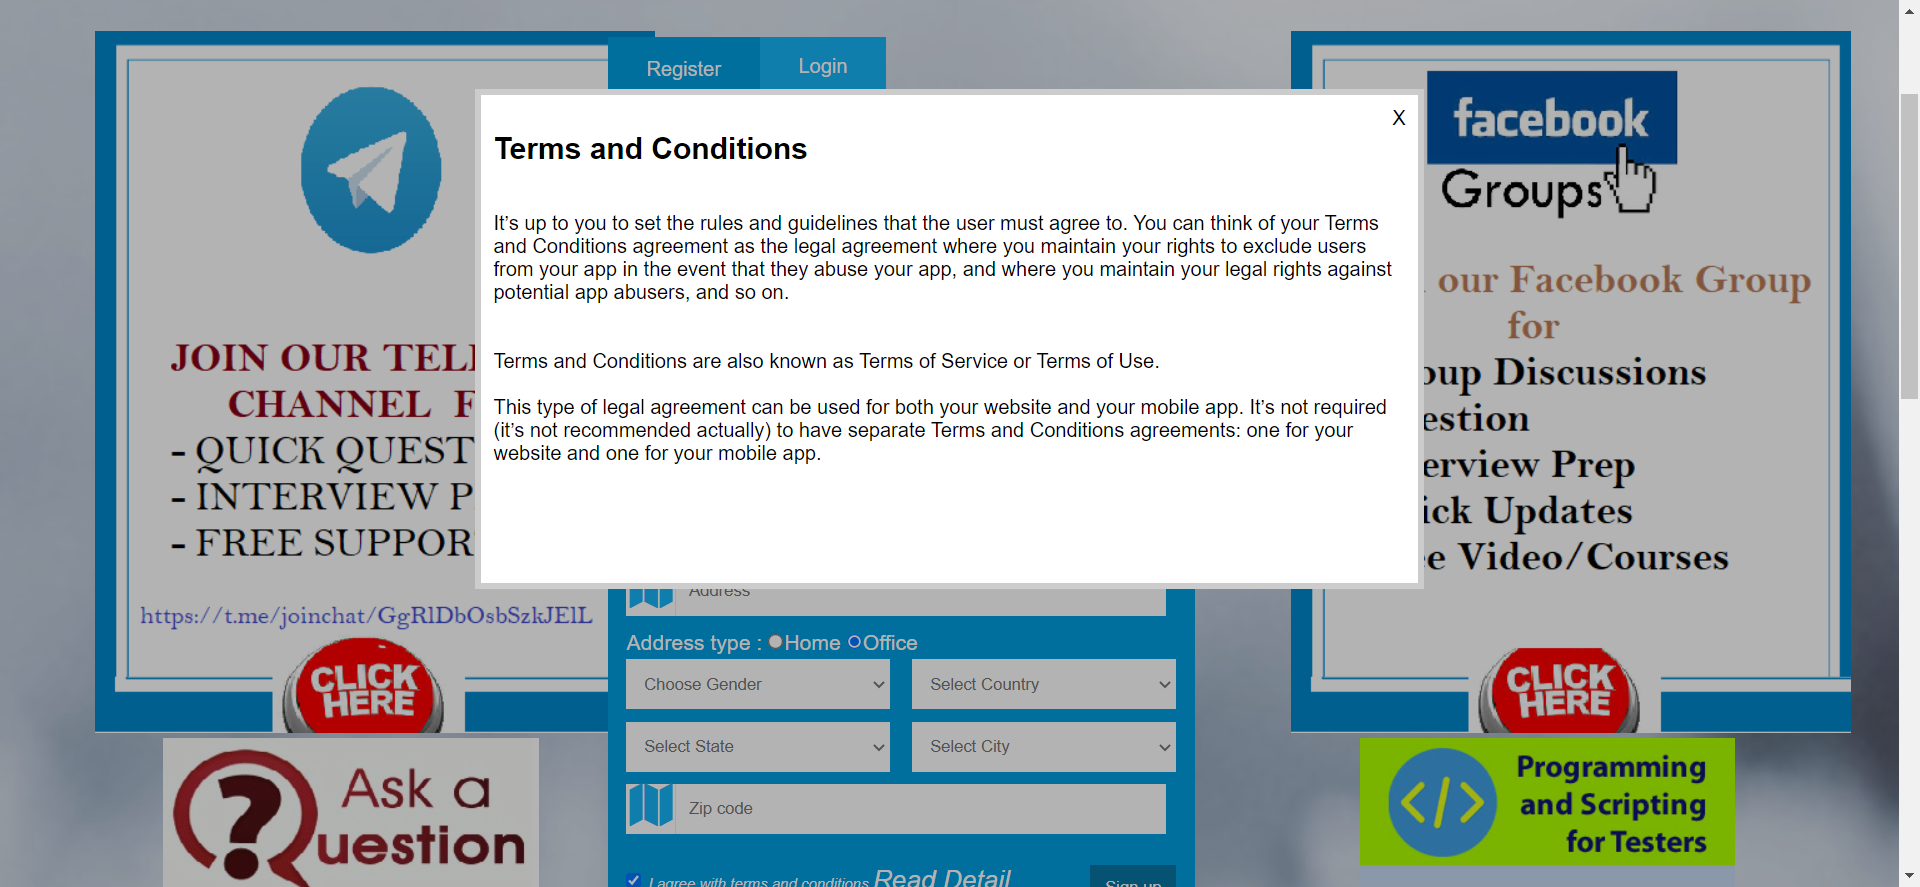 Register
Login
X
Terms and Conditions
It’s up to you to set the rules and guidelines that the user must agree to. You can think of your Terms
and Conditions agreement as the legal agreement where you maintain your rights to exclude users
from your app in the event that they abuse your app, and where you maintain your legal rights against
potential app abusers, and so on.
Terms and Conditions are also known as Terms of Service or Terms of Use.
This type of legal agreement can be used for both your website and your mobile app. It’s not required
(it’s not recommended actually) to have separate Terms and Conditions agreements: one for your
website and one for your mobile app.
JOIN OUR
CHANNEL
- QUICK
- INTERVIEW
- FREE
https://t.me/joinchat/GgRlDbOsbSzkJElL
CLICK
HERE
Ask a
Question
Address
Address type : Home Office
Choose Gender
Select Country
Select State
Select City
Zip code
I agree with terms and conditions Read Detail
Sign up
facebook
Groups
our Facebook Group
for
Discussions
Prep
Updates
Video/Courses
CLICK
HERE
Programming
and Scripting
for Testers